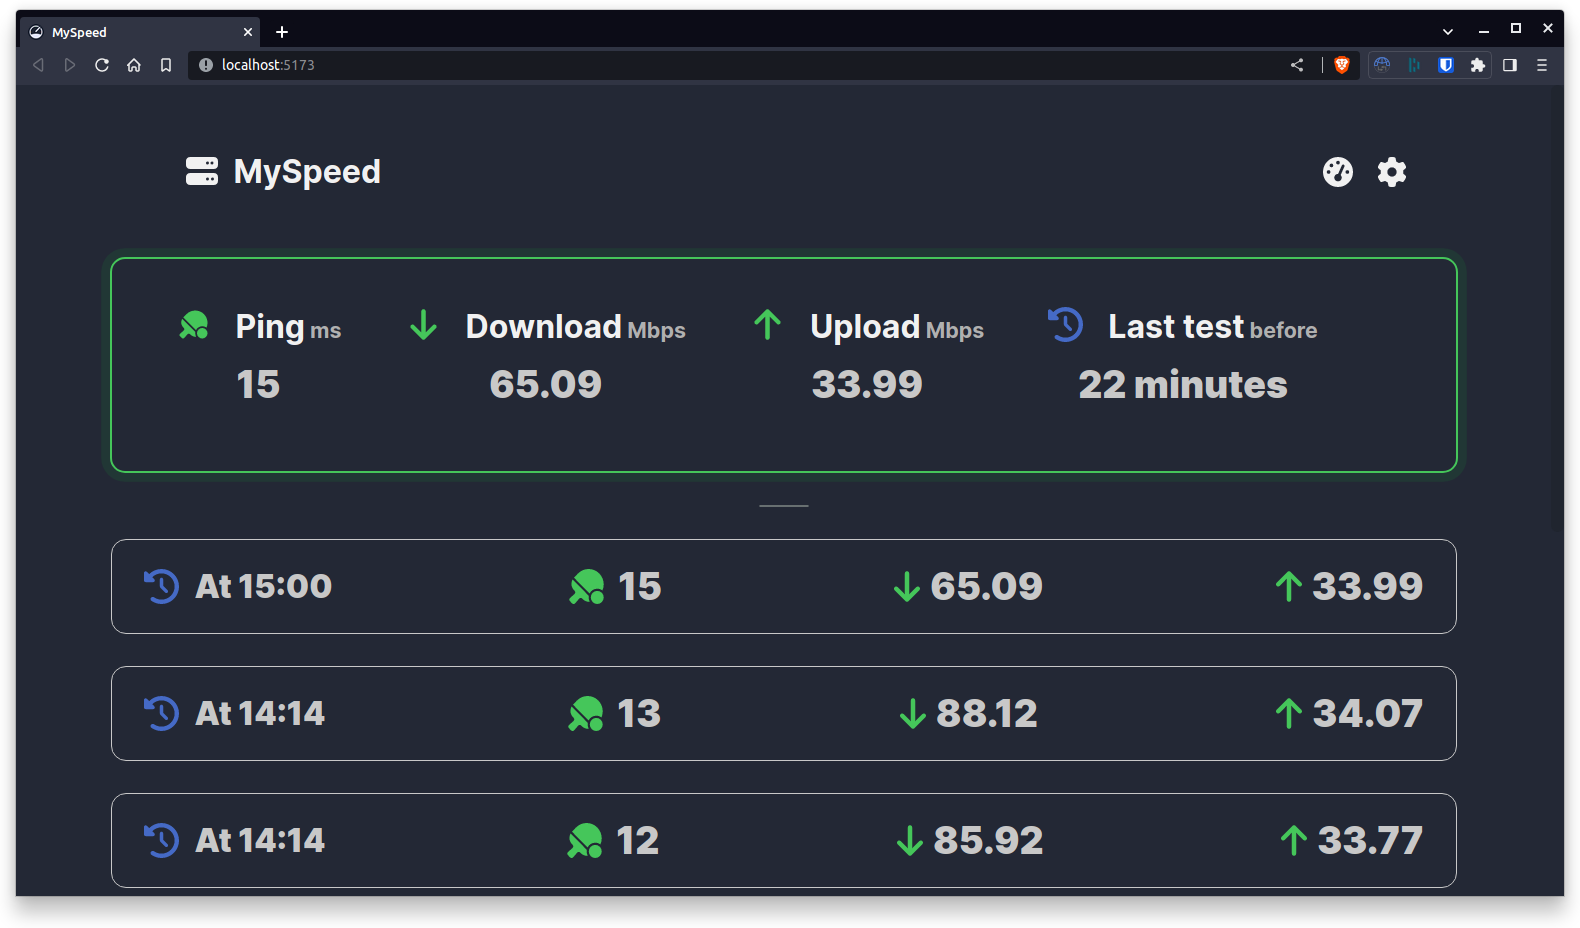 MySpeed
localhost:5173
MySpeed
Ping ms Download Mbps Upload Mbps Last test before
15 65.09 33.99 22 minutes
At 15:00 15 65.09 33.99
At 14:14 13 88.12 34.07
At 14:14 12 85.92 33.77